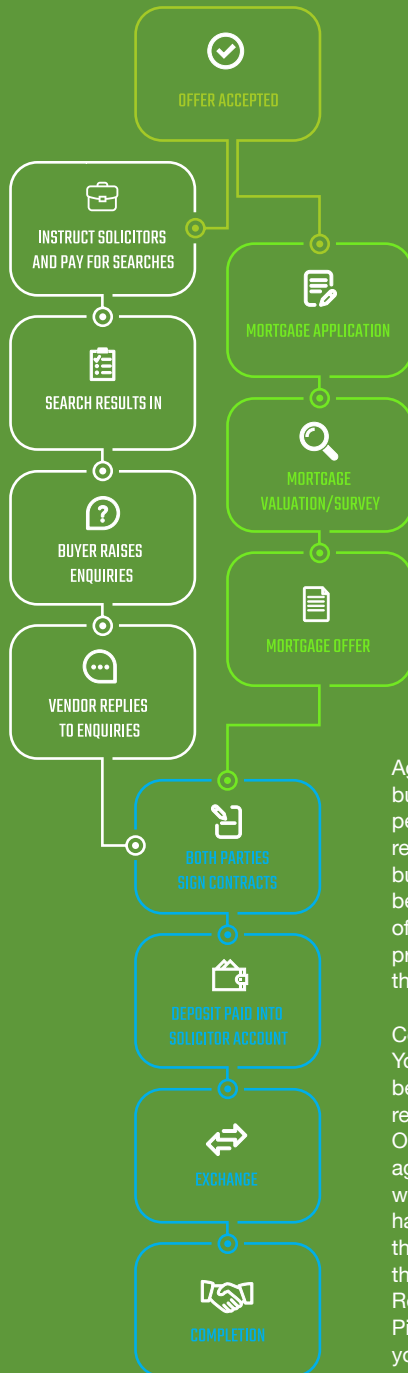 OFFER ACCEPTED
INSTRUCT SOLICITORS
AND PAY FOR SEARCHES
SEARCH RESULTS IN
BUYER RAISES
ENQUIRIES
VENDOR REPLIES
TO ENQUIRIES
MORTGAGE APPLICATION
MORTGAGE
VALUATION/SURVEY
MORTGAGE OFFER
BOTH PARTIES
SIGN CONTRACTS
DEPOSIT PAID INTO
SOLICITOR ACCOUNT
EXCHANGE
COMPLETION